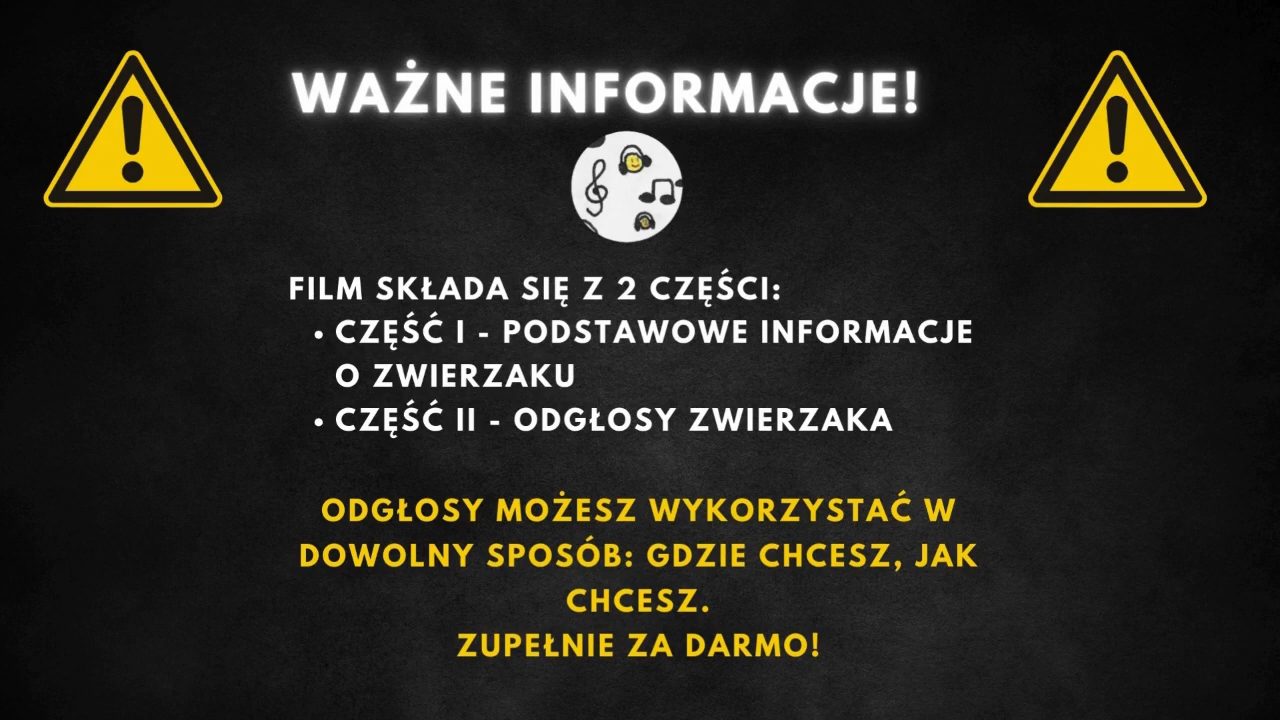 WAŻNE INFORMACJE!
FILM SKŁADA SIĘ Z 2 CZĘŚCI:
• CZĘŚĆ I - PODSTAWOWE INFORMACJE
O ZWIERZAKU
• CZĘŚĆ II - ODGŁOSY ZWIERZAKA
ODGŁOSY MOŻESZ WYKORZYSTAĆ W
DOWOLNY SPOSÓB: GDZIE CHCESZ, JAK
CHCESZ.
ZUPEŁNIE ZA DARMO!